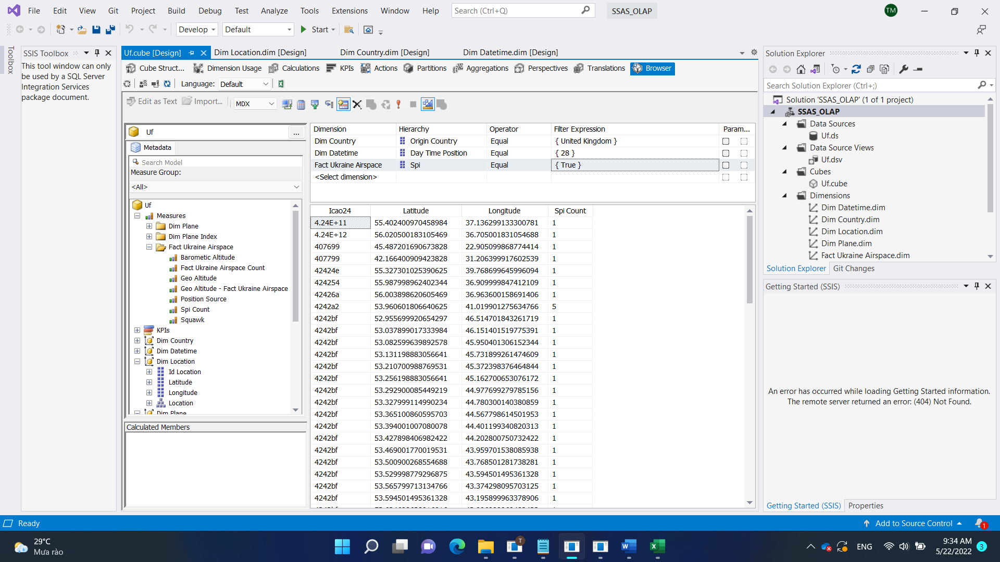 File Edit View Git Project Build Debug Test Analyze Tools Extensions Window Help Search (Ctrl+Q) SSAS_OLAP TM
Develop Default Start
Toolbox
SSIS Toolbox
This tool window can only
be used by a SQL Server
Integration Services
package document.
Uf.cube [Design] Dim Location.dim [Design] Dim Country.dim [Design] Dim Datetime.dim [Design]
Cube Struct... Dimension Usage Calculations KPIs Actions Partitions Aggregations Perspectives Translations Browser
Language: Default
Edit as Text Import... MDX
Uf ...
Metadata
Search Model
Measure Group:
<All>
Uf
Measures
Dim Plane
Dim Plane Index
Fact Ukraine Airspace
Barometic Altitude
Fact Ukraine Airspace Count
Geo Altitude
Geo Altitude - Fact Ukraine Airspace
Position Source
Spi Count
Squawk
KPIs
Dim Country
Dim Datetime
Dim Location
Id Location
Latitude
Longitude
Location
Dim Plane
Calculated Members
Dimension Hierarchy Operator Filter Expression Param...
Dim Country Origin Country Equal { United Kingdom }
Dim Datetime Day Time Position Equal { 28 }
Fact Ukraine Airspace Spi Equal { True }
<Select dimension>
Icao24 Latitude Longitude Spi Count
4.24E+11 55.402400970458984 37.136299133300781 1
4.24E+12 56.020500183105469 36.705001831054688 1
407699 45.487201690673828 22.905099868774414 1
407799 42.166400909423828 31.206399917602539 1
42424e 55.327301025390625 39.768699645996094 1
424254 55.987998962402344 36.909999847412109 1
42426a 56.003898620605469 36.963600158691406 1
4242a2 53.960601806640625 41.019901275634766 5
4242bf 52.955699920654297 46.514701843261719 1
4242bf 53.037899017333984 46.151401519775391 1
4242bf 53.082599639892578 45.950401306152344 1
4242bf 53.131198883056641 45.731899261474609 1
4242bf 53.210700988769531 45.372398376464844 1
4242bf 53.256198883056641 45.162700653076172 1
4242bf 53.292900085449219 44.977699279785156 1
4242bf 53.327999114990234 44.780300140380859 1
4242bf 53.365100860595703 44.567798614501953 1
4242bf 53.394001007080078 44.401199340820313 1
4242bf 53.427898406982422 44.202800750732422 1
4242bf 53.469001770019531 43.959701538085938 1
4242bf 53.500900268554688 43.768501281738281 1
4242bf 53.529998779296875 43.594501495361328 1
4242bf 53.565799713134766 43.374298095703125 1
4242bf 53.594501495361328 43.195899963378906 1
Solution Explorer
Search Solution Explorer (Ctrl+;)
Solution 'SSAS_OLAP' (1 of 1 project)
SSAS_OLAP
Data Sources
Uf.ds
Data Source Views
Uf.dsv
Cubes
Uf.cube
Dimensions
Dim Datetime.dim
Dim Country.dim
Dim Location.dim
Dim Plane.dim
Fact Ukraine Airspace.dim
Solution Explorer Git Changes
Getting Started (SSIS)
An error has occurred while loading Getting Started information.
The remote server returned an error: (404) Not Found.
Getting Started (SSIS) Properties
Ready Add to Source Control 1
29°C
Mưa rào
T
ENG
9:34 AM
5/22/2022
3